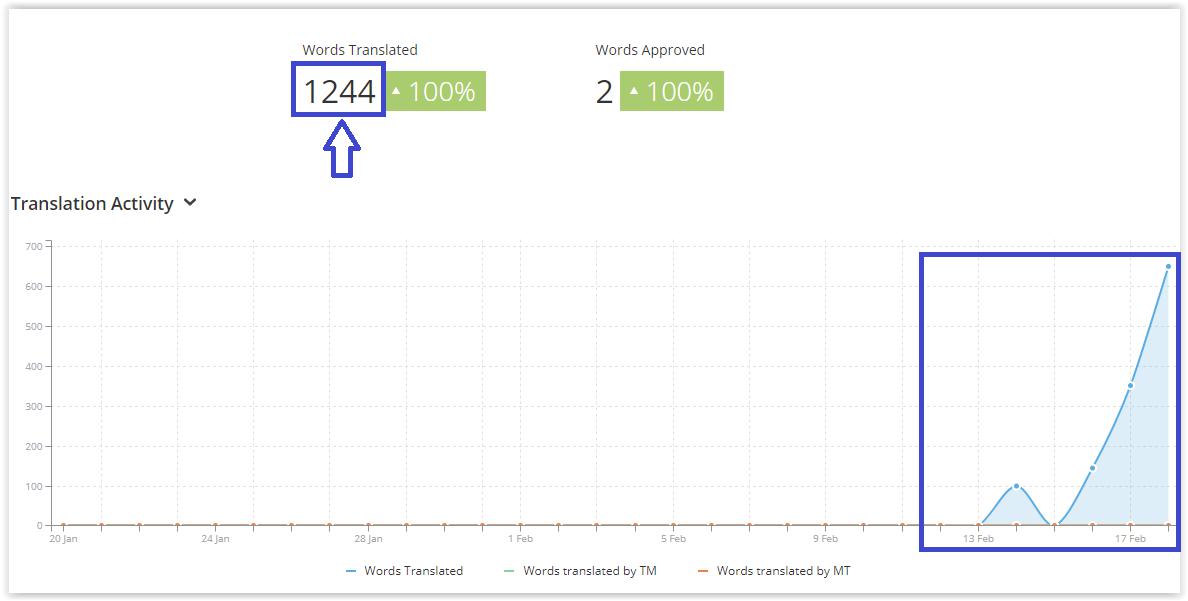 Words Translated
Words Approved
1244 ▲ 100%
2 ▲ 100%
Translation Activity
700
600
500
400
300
200
100
0
20 Jan
24 Jan
28 Jan
1 Feb
5 Feb
9 Feb
13 Feb
17 Feb
Words Translated
Words translated by TM
Words translated by MT